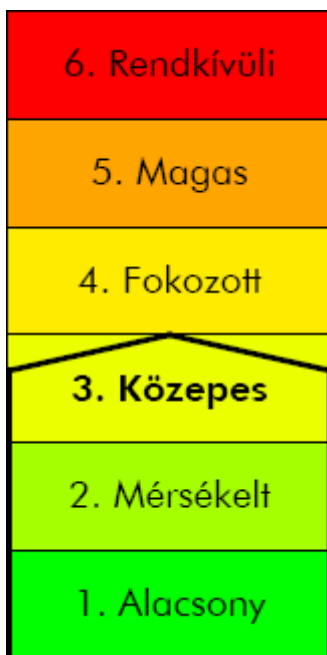 6. Rendkívüli
5. Magas
4. Fokozott
3. Közepes
2. Mérsékelt
1. Alacsony